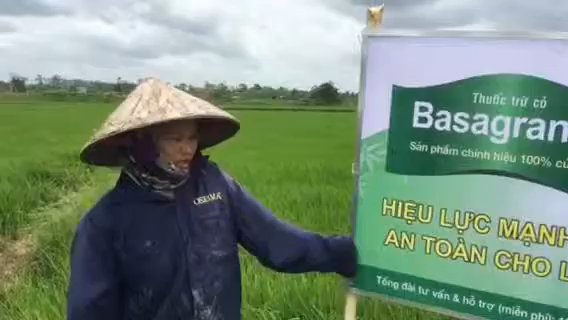 Thuốc trừ cỏ
Basagran
Sản phẩm chính hiệu 100%
HIỆU LỰC MẠNH
AN TOÀN CHO
Tổng đài tư vấn & hỗ trợ
(miễn phí: